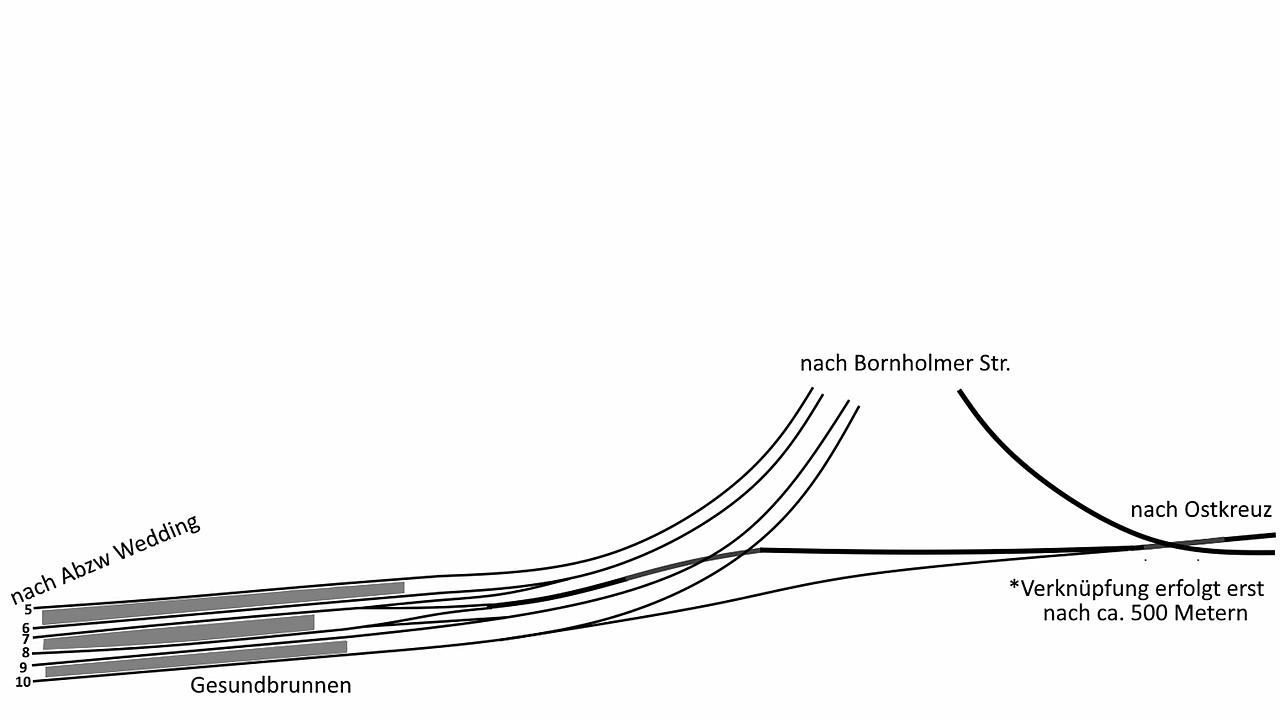 nach Bornholmer Str.
nach Ostkreuz
nach Abzw Wedding
*Verknüpfung erfolgt erst
nach ca. 500 Metern
5
6
7
8
9
10
Gesundbrunnen